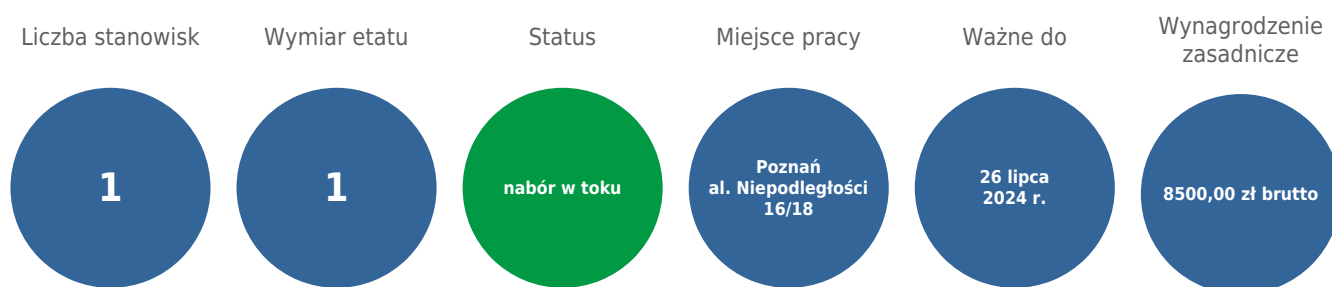 Liczba stanowisk
1
Wymiar etatu
1
Status
nabór w toku
Miejsce pracy
Poznań
al. Niepodległości
16/18
Ważne do
26 lipca
2024 r.
Wynagrodzenie
zasadnicze
8500,00 zł brutto